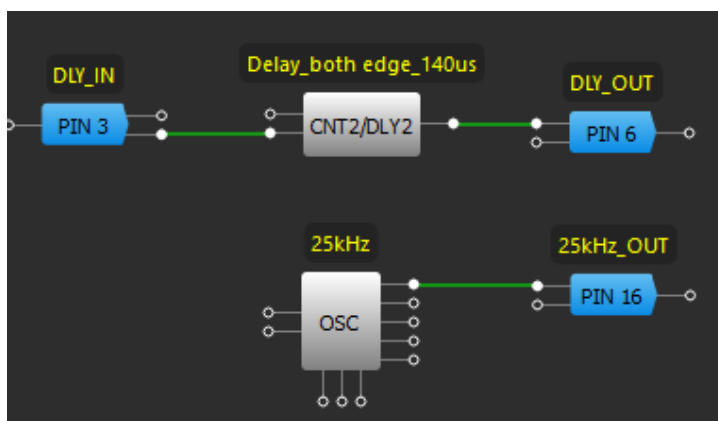 DLY_IN
Delay_both edge_140us
DLY_OUT
PIN 3
CNT2/DLY2
PIN 6
25kHz
25kHz_OUT
OSC
PIN 16